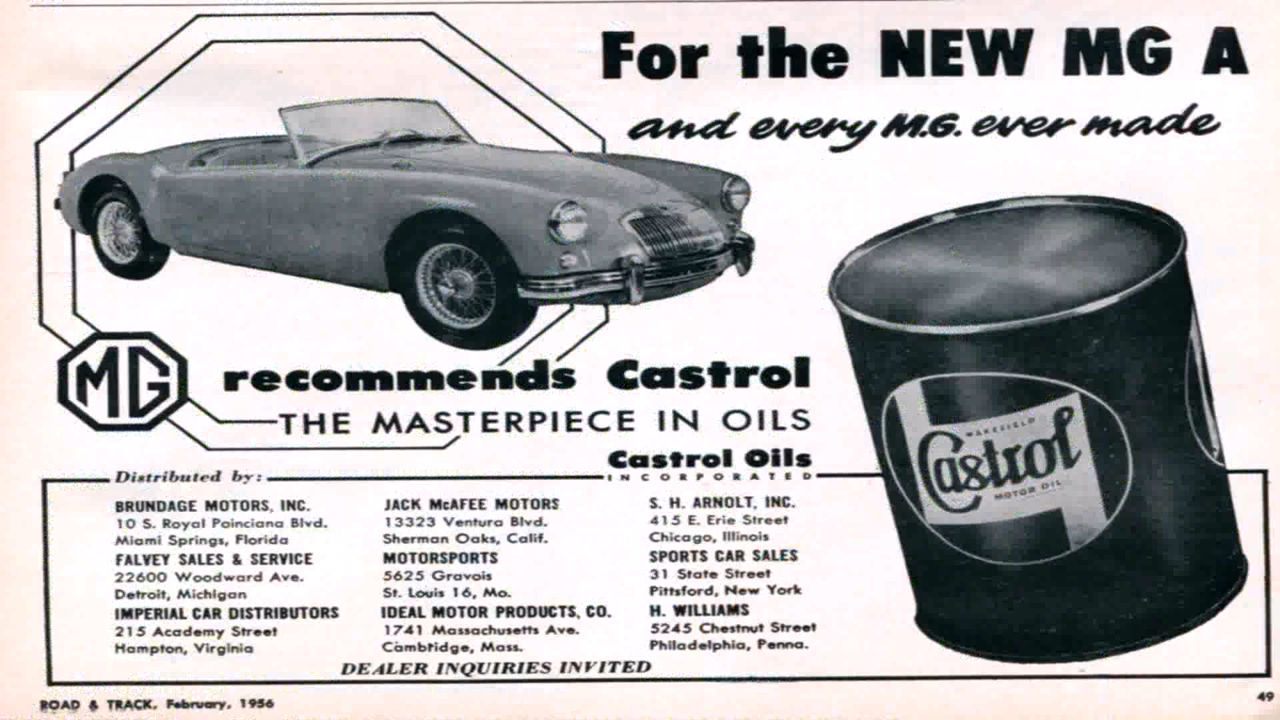 For the NEW MG A
and every M.G. ever made
MG
recommends Castrol
THE MASTERPIECE IN OILS
Castrol Oils
INCORPORATED
WAKEFIELD
Castrol
MOTOR OIL
Distributed by:
BRUNDAGE MOTORS, INC.
10 S. Royal Poinciana Blvd.
Miami Springs, Florida
FALVEY SALES & SERVICE
22600 Woodward Ave.
Detroit, Michigan
IMPERIAL CAR DISTRIBUTORS
215 Academy Street
Hampton, Virginia
JACK McAFEE MOTORS
13323 Ventura Blvd.
Sherman Oaks, Calif.
MOTORSPORTS
5625 Gravois
St. Louis 16, Mo.
IDEAL MOTOR PRODUCTS, CO.
1741 Massachusetts Ave.
Cambridge, Mass.
S. H. ARNOLT, INC.
415 E. Erie Street
Chicago, Illinois
SPORTS CAR SALES
31 State Street
Pittsford, New York
H. WILLIAMS
5245 Chestnut Street
Philadelphia, Penna.
DEALER INQUIRIES INVITED
ROAD & TRACK, February, 1956
49